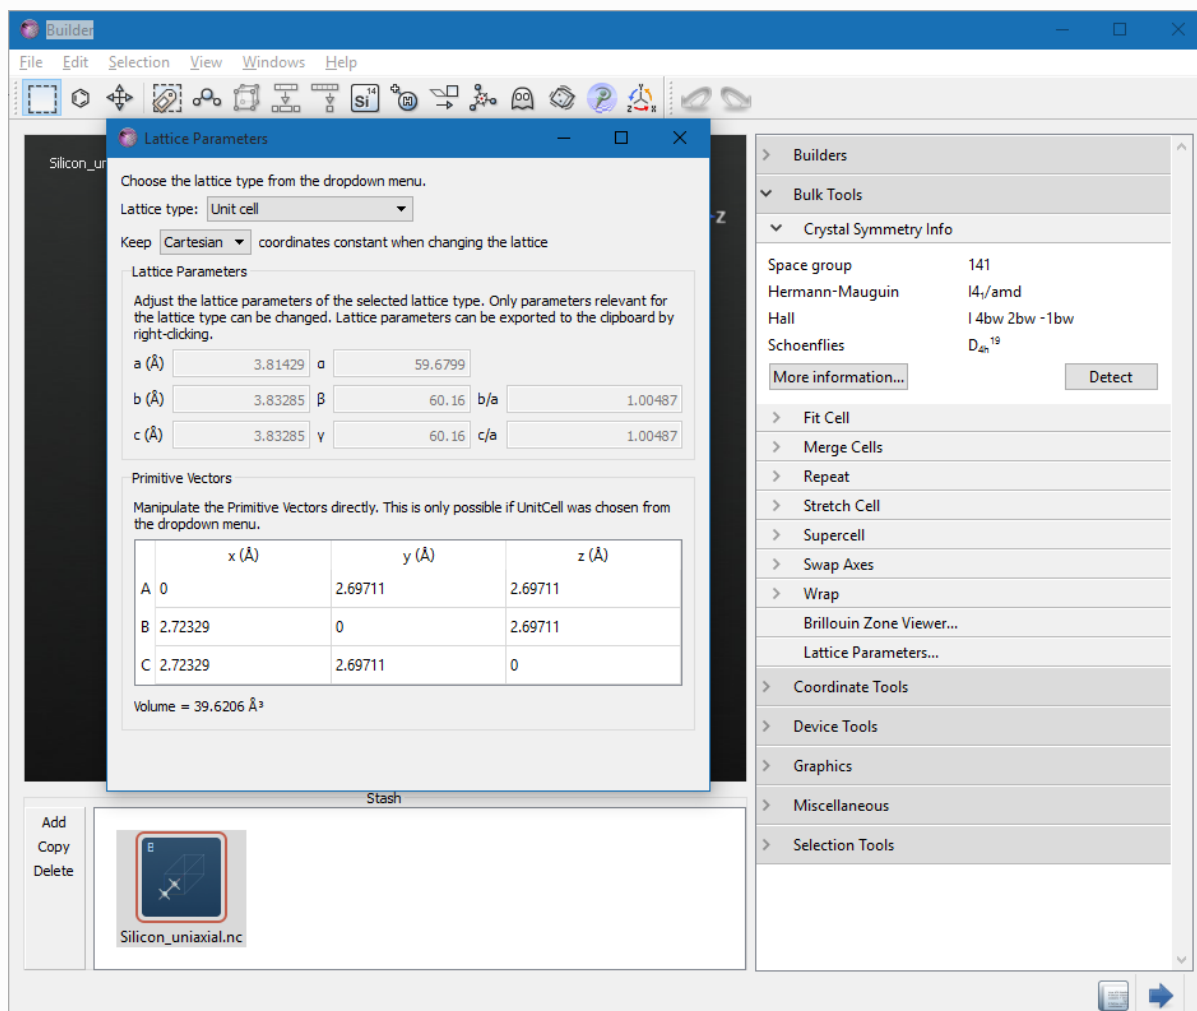 Builder
File Edit Selection View Windows Help
Si 14
H
z x
Silicon_un
Z
Lattice Parameters
Choose the lattice type from the dropdown menu.
Lattice type: Unit cell
Keep Cartesian coordinates constant when changing the lattice
Lattice Parameters
Adjust the lattice parameters of the selected lattice type. Only parameters relevant for
the lattice type can be changed. Lattice parameters can be exported to the clipboard by
right-clicking.
a (Å) 3.81429 α 59.6799
b (Å) 3.83285 β 60.16 b/a 1.00487
c (Å) 3.83285 γ 60.16 c/a 1.00487
Primitive Vectors
Manipulate the Primitive Vectors directly. This is only possible if UnitCell was chosen from
the dropdown menu.
x (Å) y (Å) z (Å)
A 0 2.69711 2.69711
B 2.72329 0 2.69711
C 2.72329 2.69711 0
Volume = 39.6206 Å³
Builders
Bulk Tools
Crystal Symmetry Info
Space group 141
Hermann-Mauguin I4₁/amd
Hall I 4bw 2bw -1bw
Schoenflies D₄ₕ¹⁹
More information... Detect
Fit Cell
Merge Cells
Repeat
Stretch Cell
Supercell
Swap Axes
Wrap
Brillouin Zone Viewer...
Lattice Parameters...
Coordinate Tools
Device Tools
Graphics
Miscellaneous
Selection Tools
Stash
Add
Copy
Delete
B
Silicon_uniaxial.nc